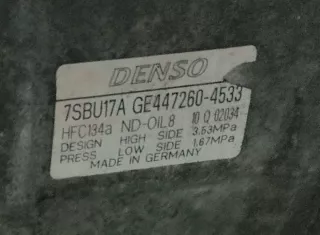 DENSO
7SBU17A GE447260-4533
HFC134a ND-OIL8 10 Q 02034
DESIGN HIGH SIDE 3.53MPa
PRESS LOW SIDE 1.67MPa
MADE IN GERMANY